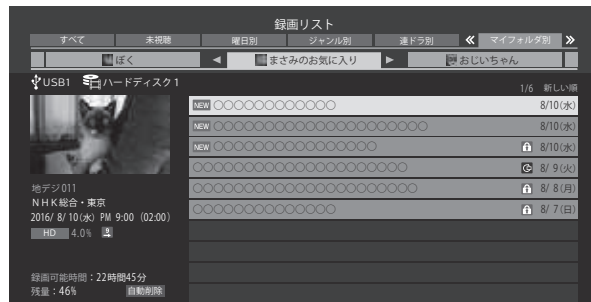 録画リスト
すべて 未視聴 曜日別 ジャンル別 連ドラ別 マイフォルダ別
ぼく まさみのお気に入り おじいちゃん
USB1 ハードディスク1
1/6 新しい順
NEW 〇〇〇〇〇〇〇〇〇〇〇〇 8/10(水)
NEW 〇〇〇〇〇〇〇〇〇〇〇〇〇〇〇〇〇〇〇〇〇 8/10(水)
NEW 〇〇〇〇〇〇〇〇〇〇〇〇〇〇〇〇 8/10(水)
〇〇〇〇〇〇〇〇〇〇〇〇〇〇〇〇〇〇〇〇〇 8/ 9(火)
〇〇〇〇〇〇〇〇〇〇〇〇〇〇〇〇〇〇〇〇〇〇 8/ 8(月)
〇〇〇〇〇〇〇〇〇〇〇〇〇〇 8/ 7(日)
地デジ011
NHK総合・東京
2016/ 8/ 10(水) PM 9:00 (02:00)
HD 4.0%
録画可能時間：22時間45分
残量：46% 自動削除